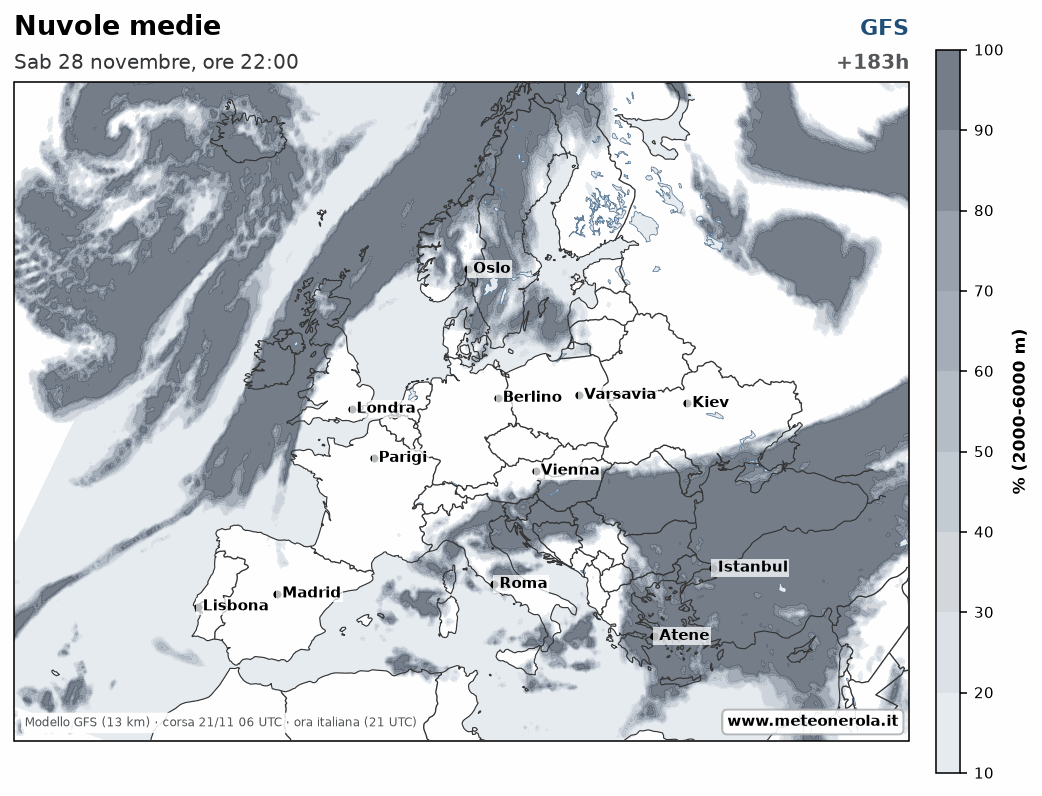 Nuvole medie
GFS
Sab 28 novembre, ore 22:00
+183h
Oslo
Londra
Berlino
Varsavia
Kiev
Parigi
Vienna
Istanbul
Roma
Madrid
Lisbona
Atene
Modello GFS (13 km) · corsa 21/11 06 UTC · ora italiana (21 UTC)
www.meteonerola.it
100
90
80
70
60
50
40
30
20
10
% (2000-6000 m)